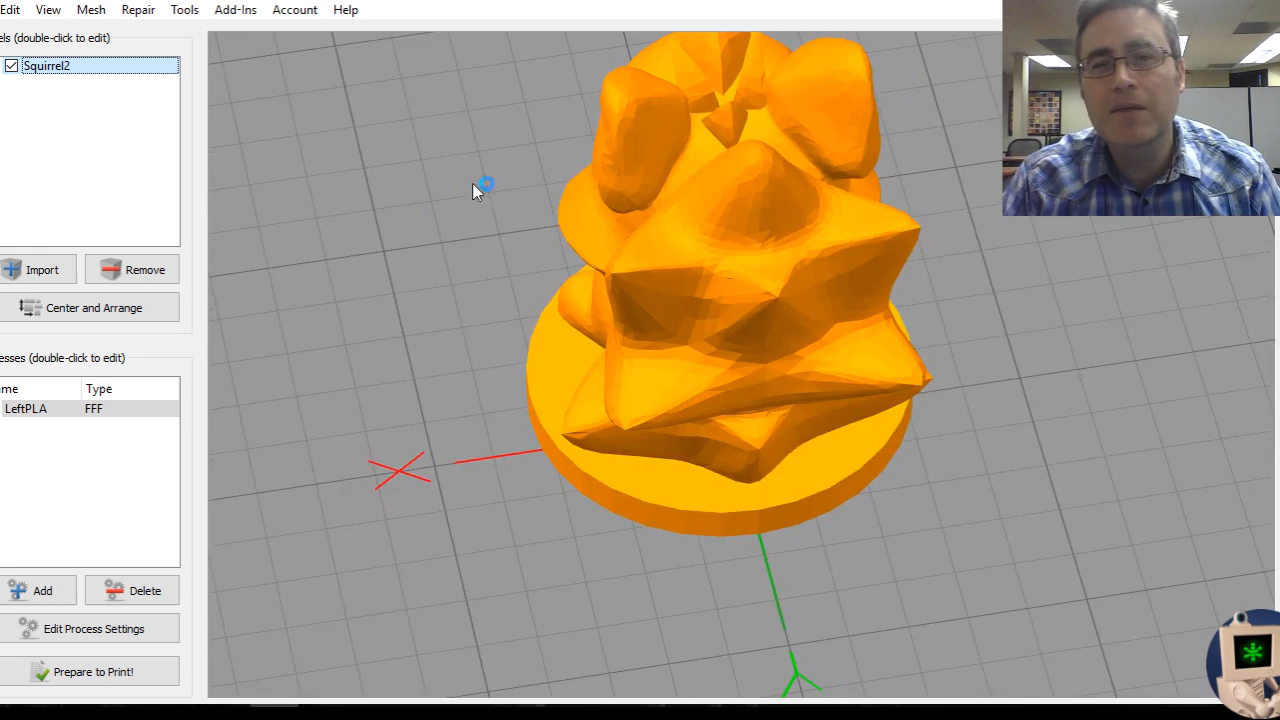 Edit View Mesh Repair Tools Add-Ins Account Help
els (double-click to edit)
Squirrel2
Import Remove
Center and Arrange
esses (double-click to edit)
me Type
LeftPLA FFF
Add Delete
Edit Process Settings
Prepare to Print!
X
Y